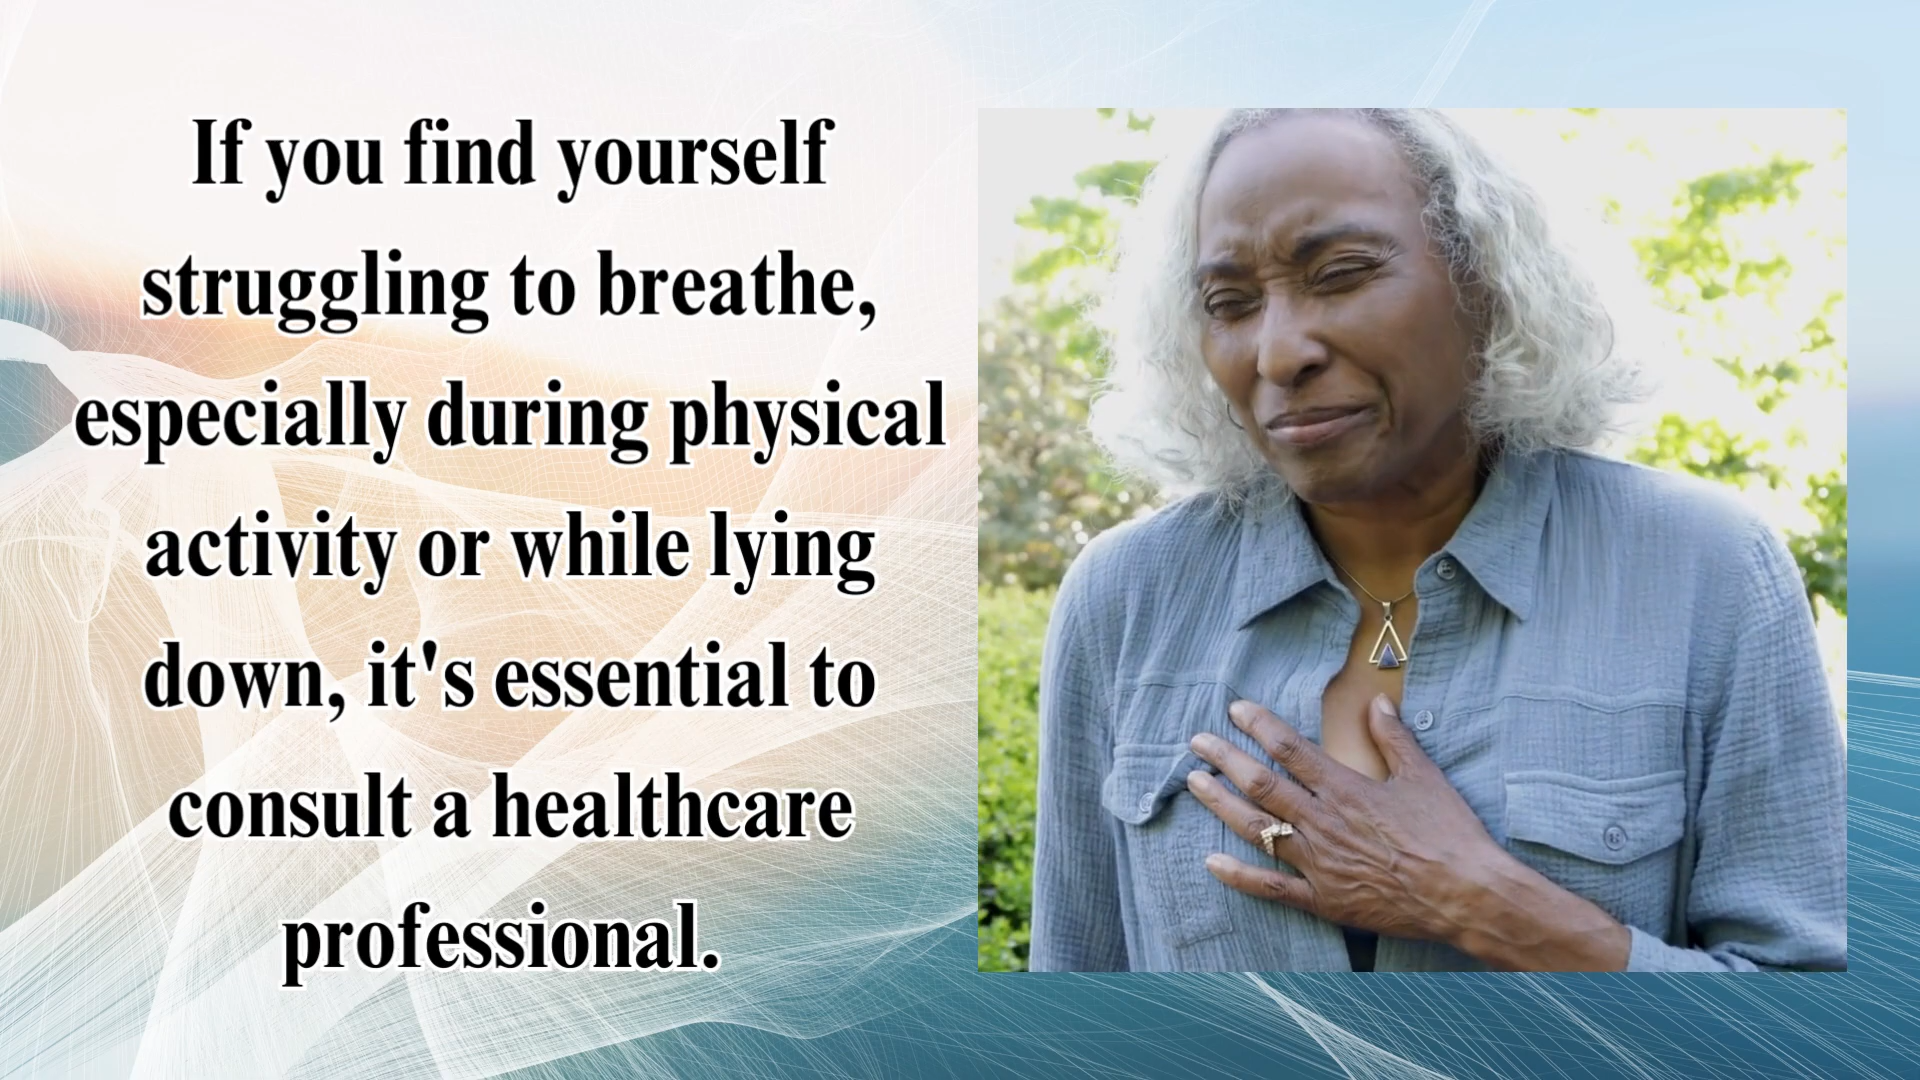 If you find yourself
struggling to breathe,
especially during physical
activity or while lying
down, it's essential to
consult a healthcare
professional.